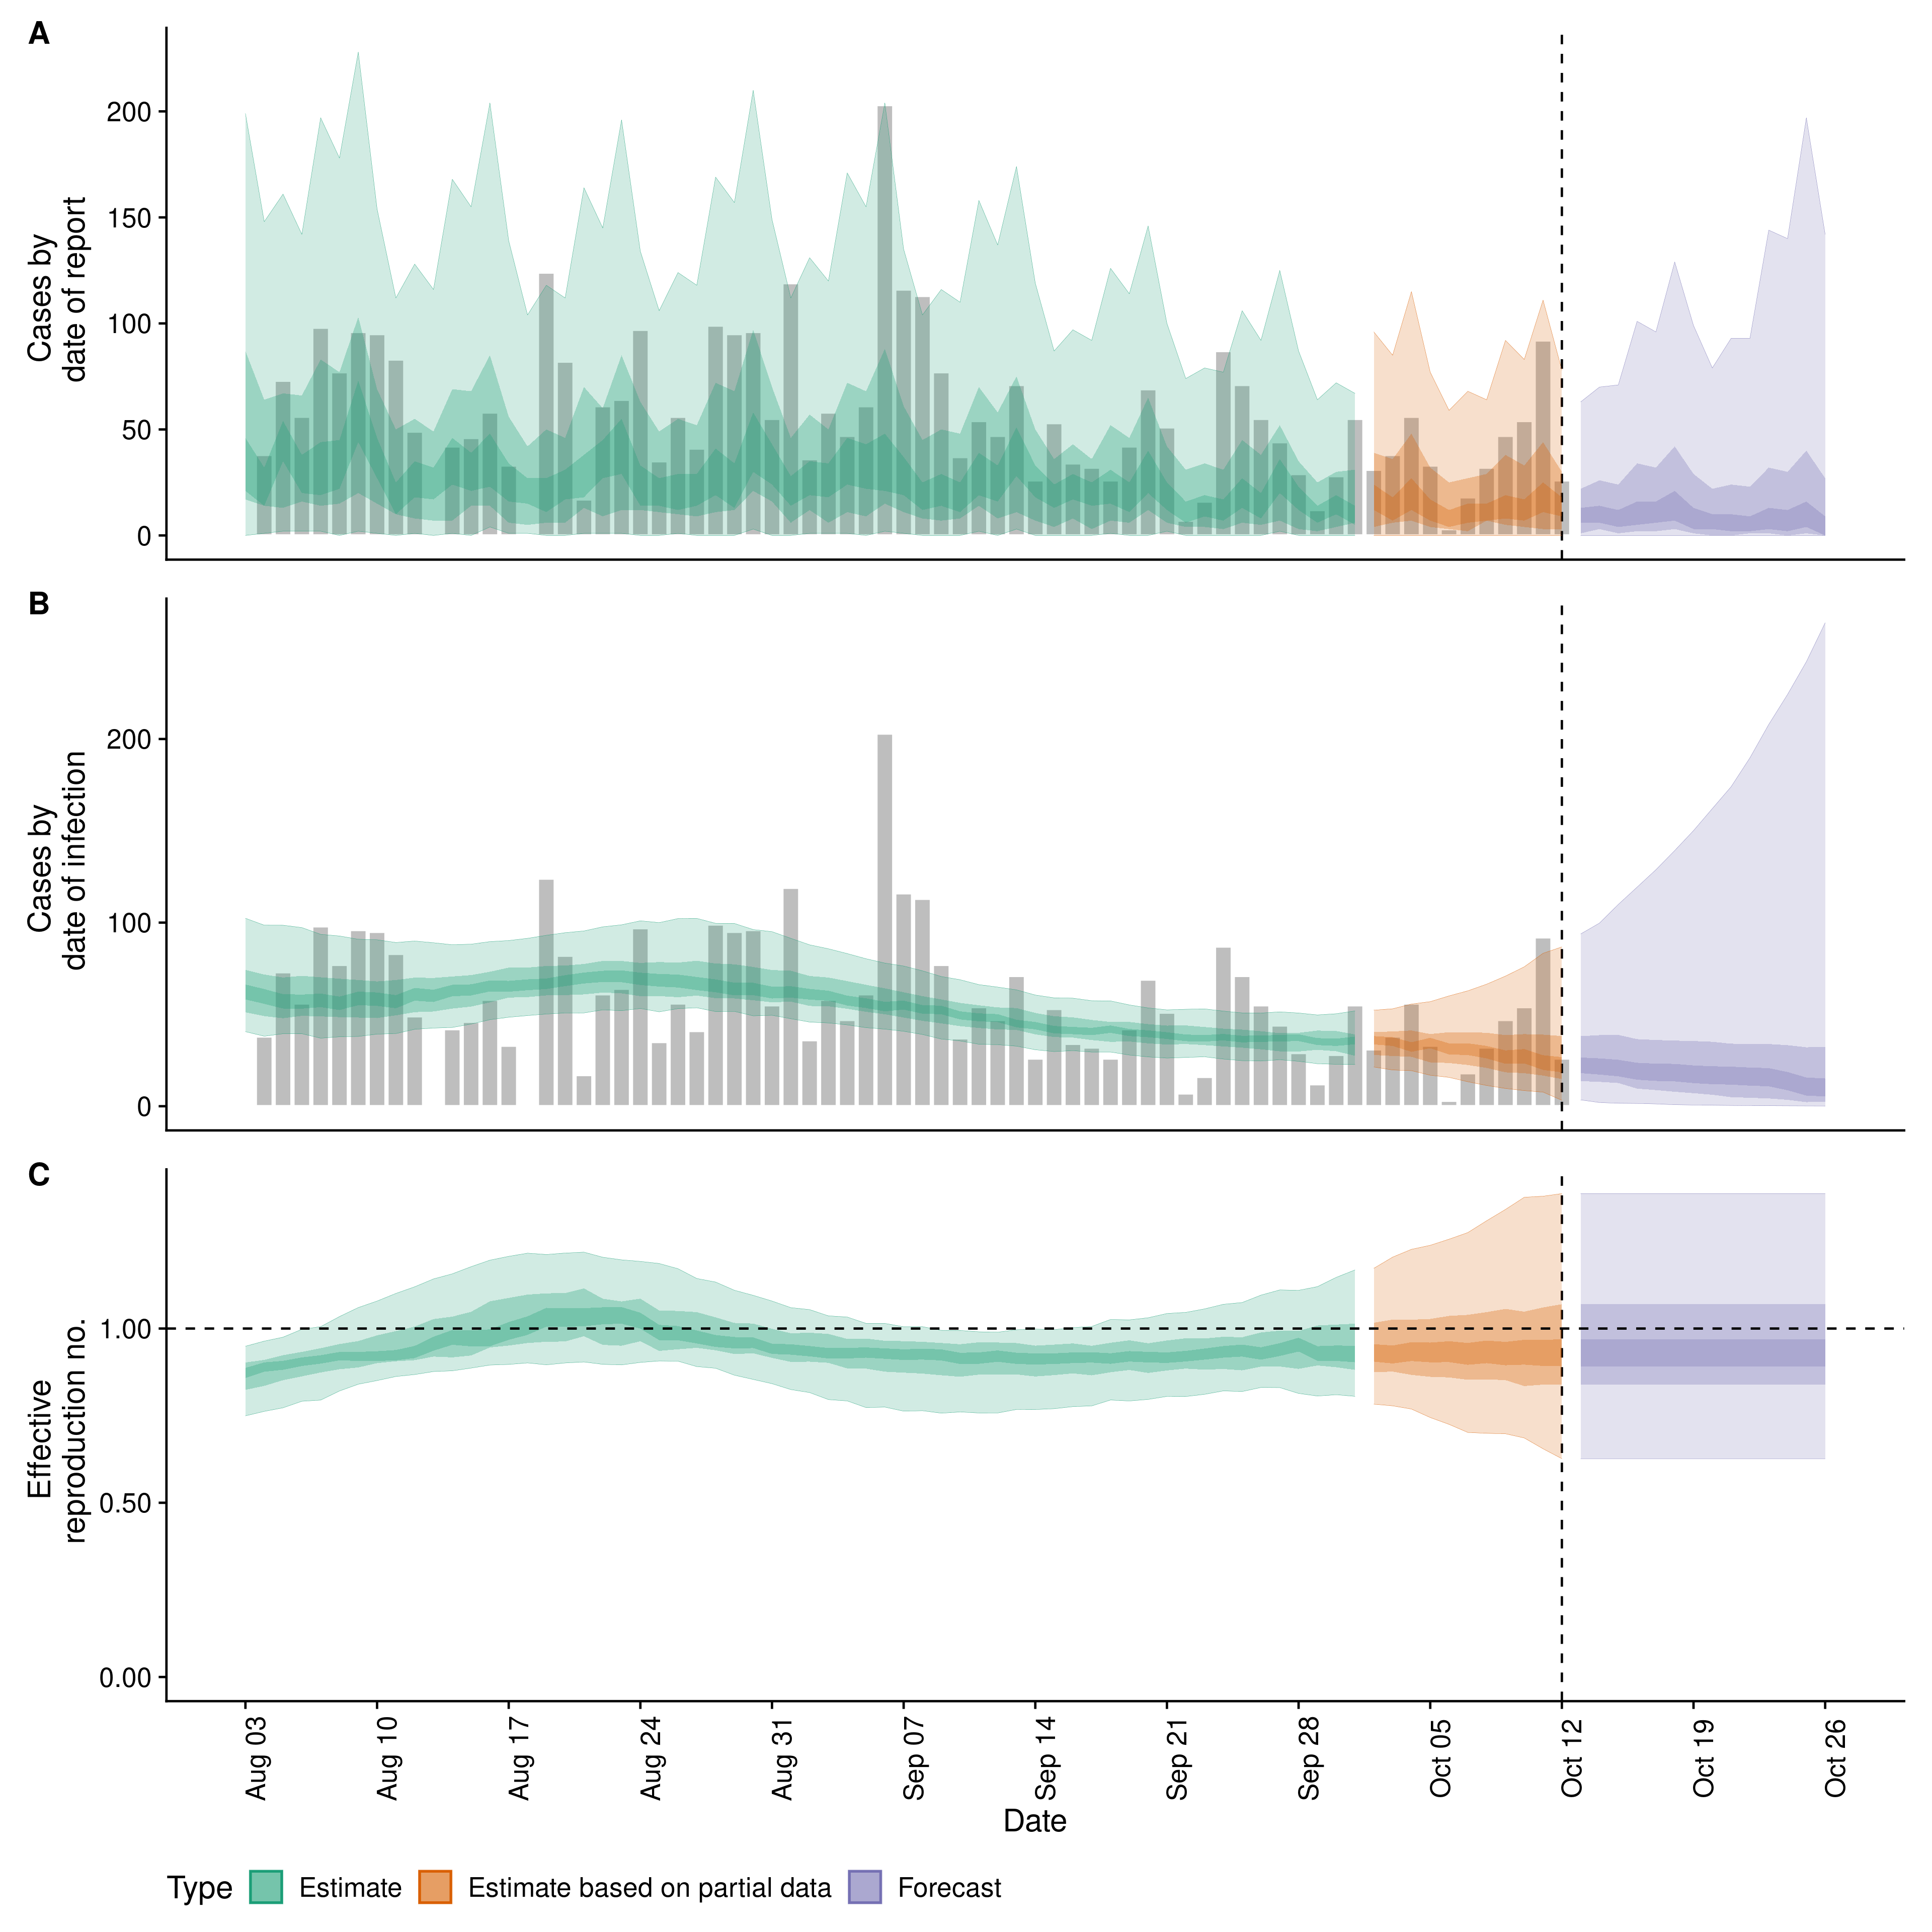 A
Cases by
date of report
200
150
100
50
0
B
Cases by
date of infection
200
100
0
C
Effective
reproduction no.
1.00
0.50
0.00
Aug 03
Aug 10
Aug 17
Aug 24
Aug 31
Sep 07
Sep 14
Sep 21
Sep 28
Oct 05
Oct 12
Oct 19
Oct 26
Date
Type Estimate Estimate based on partial data Forecast